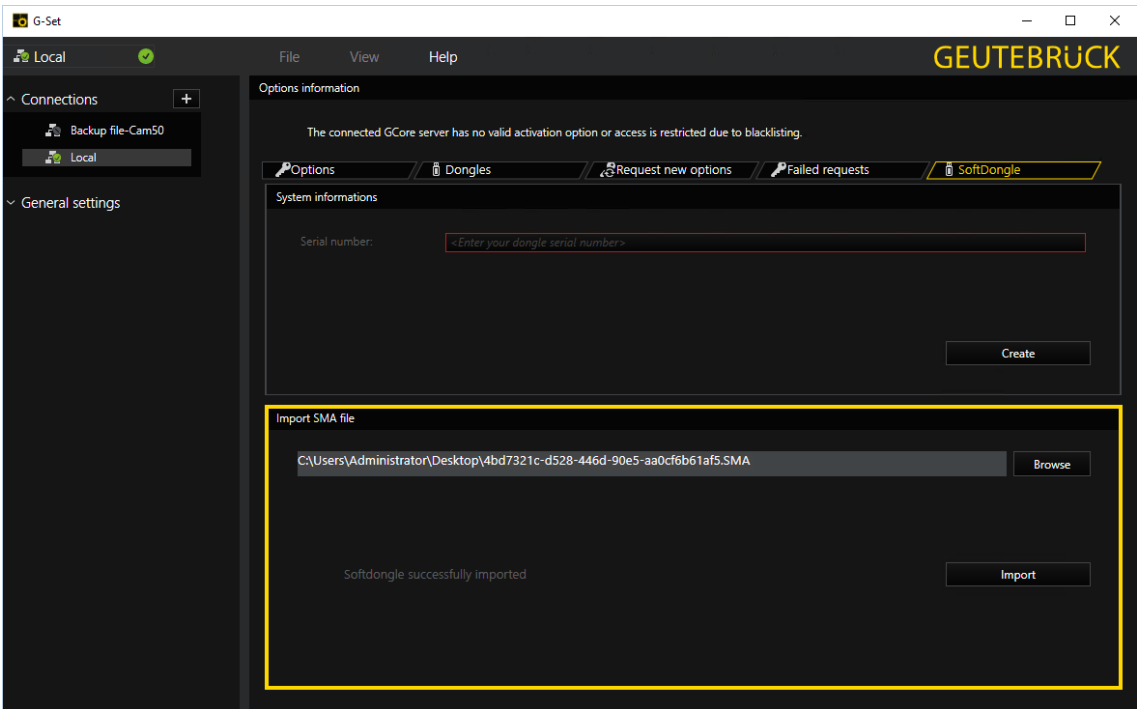 G-Set
Local File View Help GEUTEBRÜCK
Connections +
Backup file-Cam50
Local
General settings
Options information
The connected GCore server has no valid activation option or access is restricted due to blacklisting.
Options Dongles Request new options Failed requests SoftDongle
System informations
Serial number: <Enter your dongle serial number>
Create
Import SMA file
C:\Users\Administrator\Desktop\4bd7321c-d528-446d-90e5-aa0cf6b61af5.SMA Browse
Softdongle successfully imported Import